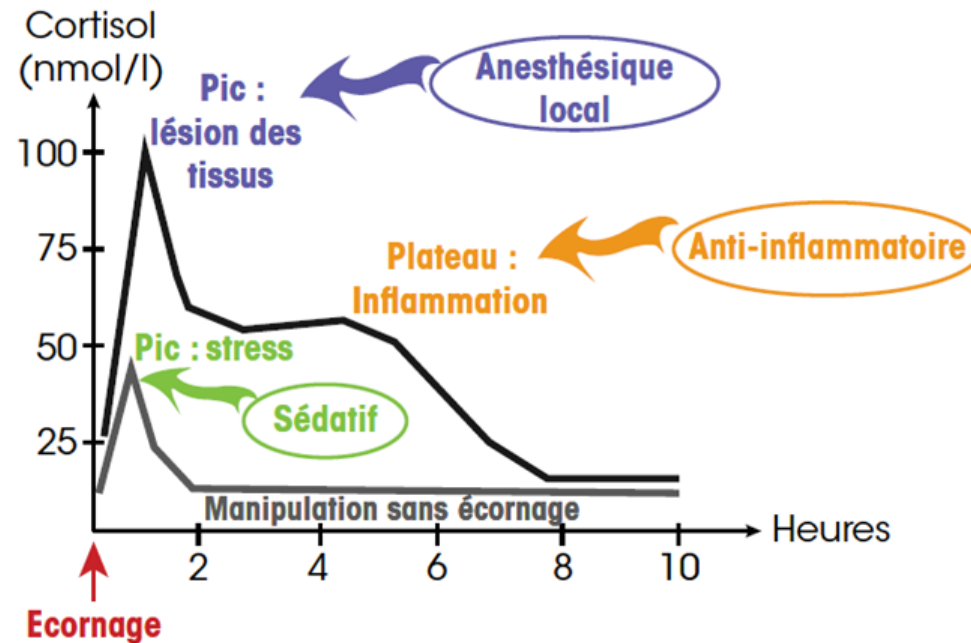 Cortisol
(nmol/l)
Pic :
lésion des
tissus
Anesthésique
local
100
75
50
25
Plateau :
Inflammation
Anti-inflammatoire
Pic : stress
Sédatif
Manipulation sans écornage
2
4
6
8
10
Heures
Ecornage